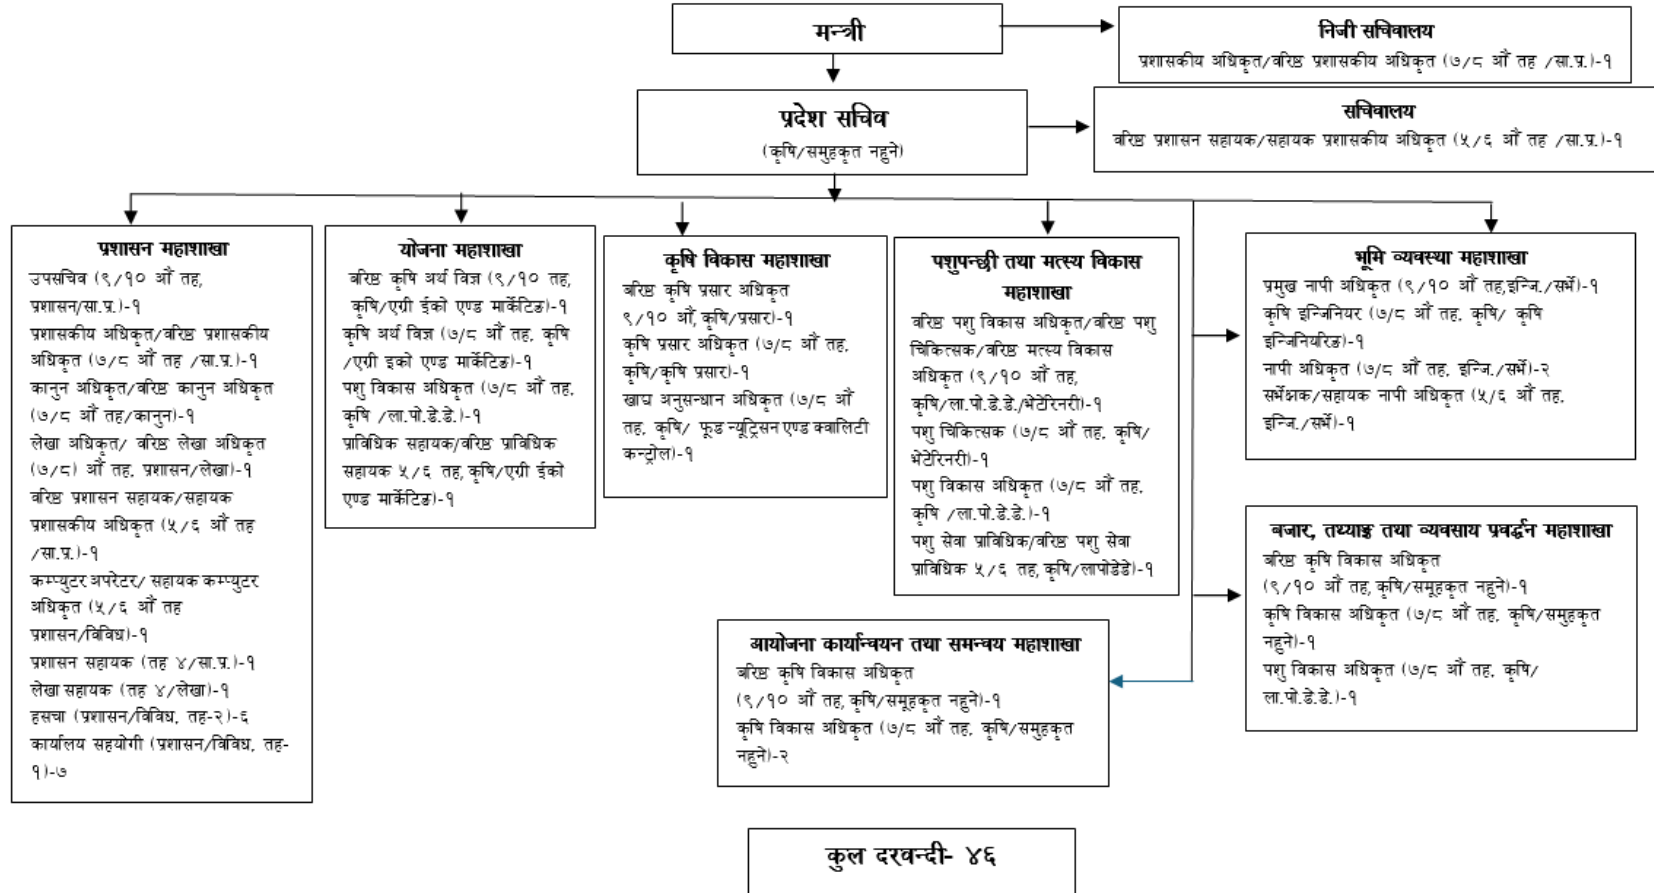 मन्त्री
निजी सचिवालय
प्रशासकीय अधिकृत/वरिष्ठ प्रशासकीय अधिकृत (७/८ औं तह /सा.प्र.)-१
प्रदेश सचिव
(कृषि/समुहकृत नहुने)
सचिवालय
वरिष्ठ प्रशासन सहायक/सहायक प्रशासकीय अधिकृत (५/६ औं तह /सा.प्र.)-१
प्रशासन महाशाखा
उपसचिव (९/१० औं तह,
प्रशासन/सा.प्र.)-१
प्रशासकीय अधिकृत/वरिष्ठ प्रशासकीय
अधिकृत (७/८ औं तह /सा.प्र.)-१
कानुन अधिकृत/वरिष्ठ कानुन अधिकृत
(७/८ औं तह/कानुन)-१
लेखा अधिकृत/ वरिष्ठ लेखा अधिकृत
(७/८) औं तह, प्रशासन/लेखा)-१
वरिष्ठ प्रशासन सहायक/सहायक
प्रशासकीय अधिकृत (५/६ औं तह
/सा.प्र.)-१
कम्प्युटर अपरेटर/ सहायक कम्प्युटर
अधिकृत (५/६ औं तह
प्रशासन/विविध)-१
प्रशासन सहायक (तह ४/सा.प्र.)-१
लेखा सहायक (तह ४/लेखा)-१
हसचा (प्रशासन/विविध, तह-२)-६
कार्यालय सहयोगी (प्रशासन/विविध, तह-
१)-७
योजना महाशाखा
वरिष्ठ कृषि अर्थ विज्ञ (९/१० तह,
कृषि/एग्री ईको एण्ड मार्केटिङ)-१
कृषि अर्थ विज्ञ (७/८ औं तह, कृषि
/एग्री इको एण्ड मार्केटिङ)-१
पशु विकास अधिकृत (७/८ औं तह,
कृषि /ला.पो.डे.डे.)-१
प्राविधिक सहायक/वरिष्ठ प्राविधिक
सहायक ५/६ तह, कृषि/एग्री ईको
एण्ड मार्केटिङ)-१
कृषि विकास महाशाखा
वरिष्ठ कृषि प्रसार अधिकृत
९/१० औं, कृषि/प्रसार)-१
कृषि प्रसार अधिकृत (७/८ औं तह,
कृषि/कृषि प्रसार)-१
खाद्य अनुसन्धान अधिकृत (७/८ औं
तह, कृषि/ फूड न्यूट्रिसन एण्ड क्वालिटी
कन्ट्रोल)-१
पशुपन्छी तथा मत्स्य विकास
महाशाखा
वरिष्ठ पशु विकास अधिकृत/वरिष्ठ पशु
चिकित्सक/वरिष्ठ मत्स्य विकास
अधिकृत (९/१० औं तह,
कृषि/ला.पो.डे.डे./भेटेरिनरी)-१
पशु चिकित्सक (७/८ औं तह, कृषि/
भेटेरिनरी)-१
पशु विकास अधिकृत (७/८ औं तह,
कृषि /ला.पो.डे.डे.)-१
पशु सेवा प्राविधिक/वरिष्ठ पशु सेवा
प्राविधिक ५/६ तह, कृषि/लापोडेडे)-१
भूमि व्यवस्था महाशाखा
प्रमुख नापी अधिकृत (९/१० औं तह,इन्जि./सर्भे)-१
कृषि इन्जिनियर (७/८ औं तह, कृषि/ कृषि
इन्जिनियरिङ)-१
नापी अधिकृत (७/८ औं तह, इन्जि./सर्भे)-२
सर्भेक्षक/सहायक नापी अधिकृत (५/६ औं तह,
इन्जि./सर्भे)-१
बजार, तथ्याङ्क तथा व्यवसाय प्रवर्द्धन महाशाखा
वरिष्ठ कृषि विकास अधिकृत
(९/१० औं तह, कृषि/समूहकृत नहुने)-१
कृषि विकास अधिकृत (७/८ औं तह, कृषि/समुहकृत
नहुने)-१
पशु विकास अधिकृत (७/८ औं तह, कृषि/
ला.पो.डे.डे.)-१
आयोजना कार्यान्वयन तथा समन्वय महाशाखा
वरिष्ठ कृषि विकास अधिकृत
(९/१० औं तह, कृषि/समूहकृत नहुने)-१
कृषि विकास अधिकृत (७/८ औं तह, कृषि/समुहकृत
नहुने)-२
कुल दरवन्दी- ४६